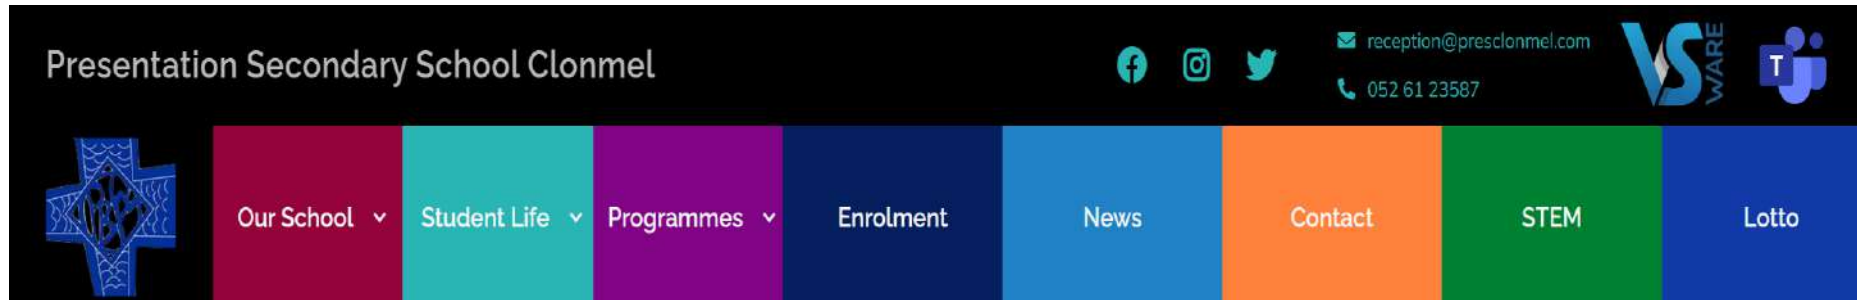 Presentation Secondary School Clonmel
reception@presclonmel.com
052 61 23587
VS WARE
T
Our School
Student Life
Programmes
Enrolment
News
Contact
STEM
Lotto